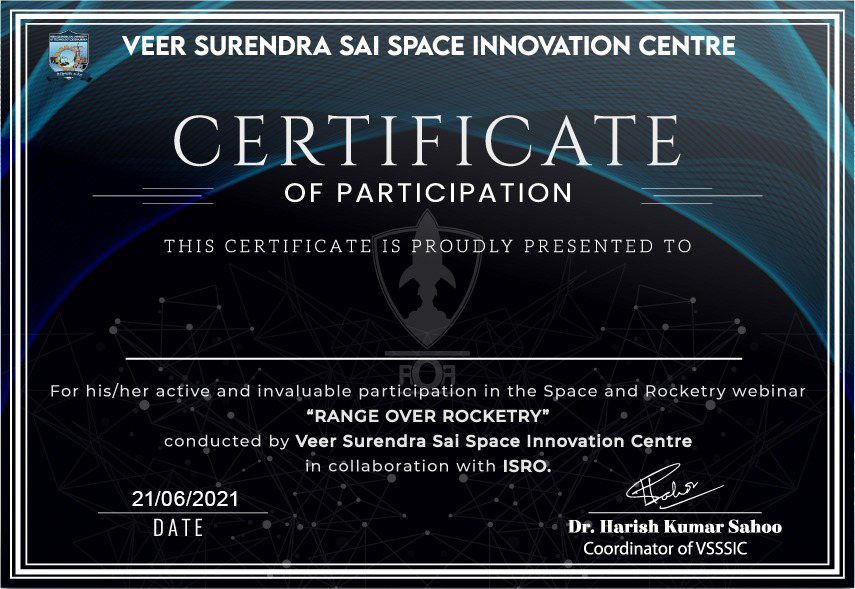 VEER SURENDRA SAI SPACE INNOVATION CENTRE
CERTIFICATE
OF PARTICIPATION
THIS CERTIFICATE IS PROUDLY PRESENTED TO
ROR
For his/her active and invaluable participation in the Space and Rocketry webinar
“RANGE OVER ROCKETRY”
conducted by Veer Surendra Sai Space Innovation Centre
in collaboration with ISRO.
21/06/2021
DATE
Dr. Harish Kumar Sahoo
Coordinator of VSSSIC